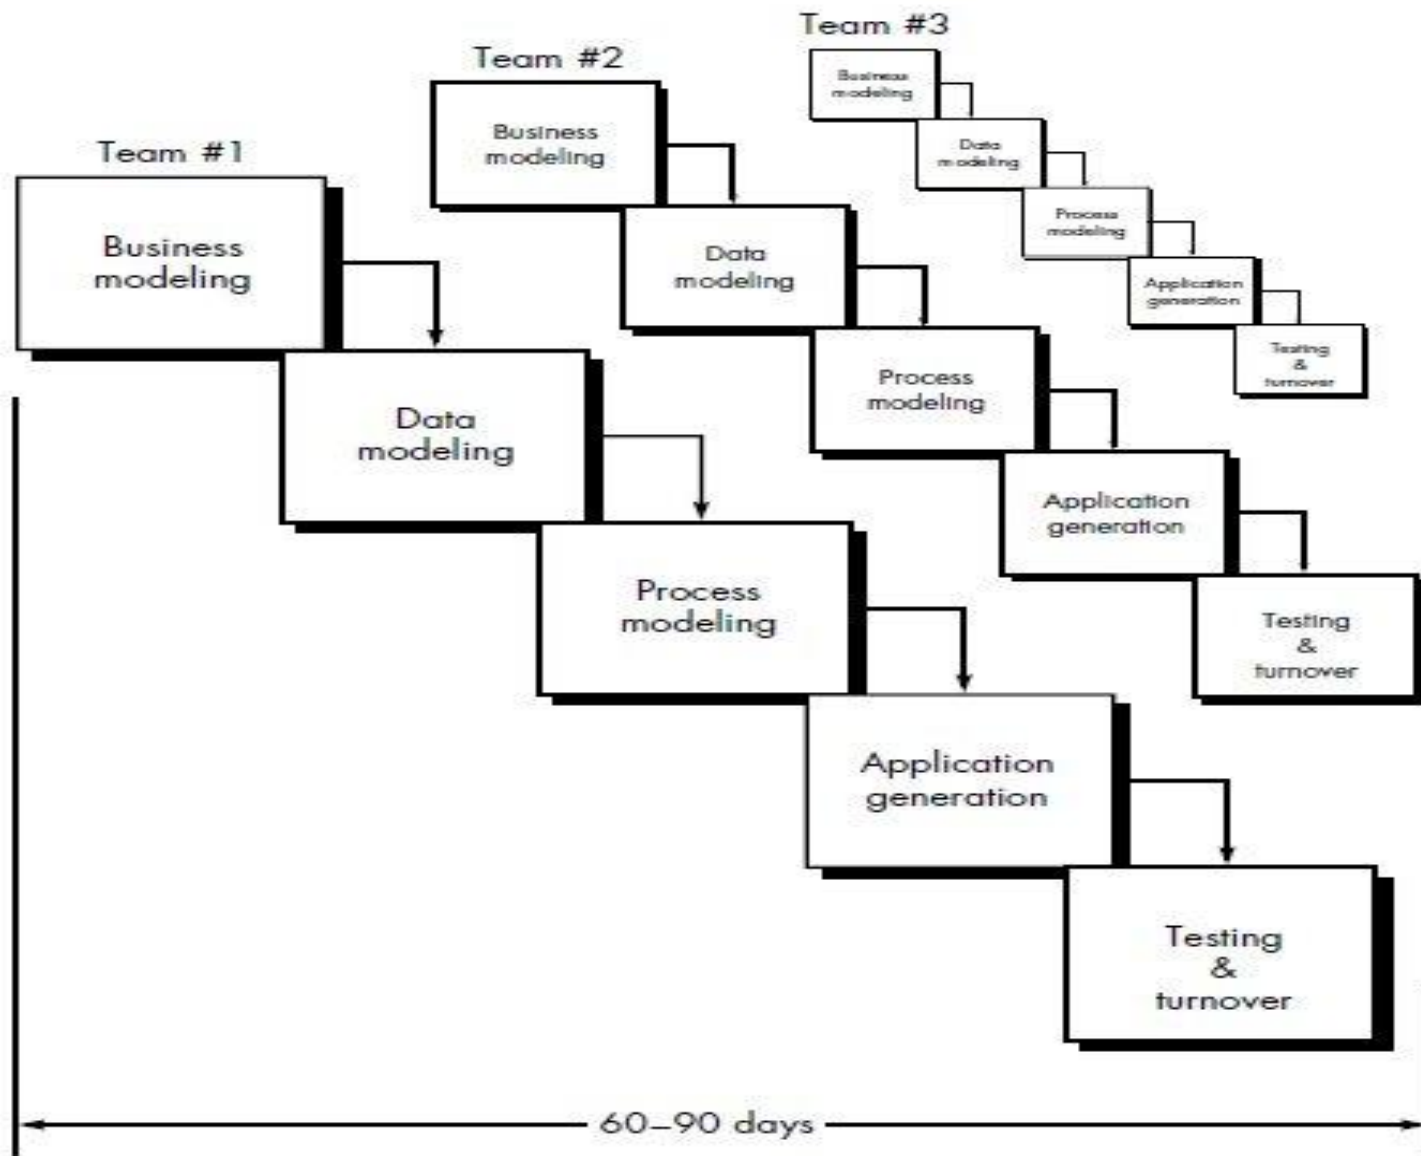 Team #1
Business
modeling
Data
modeling
Process
modeling
Application
generation
Testing
&
turnover
Team #2
Business
modeling
Data
modeling
Process
modeling
Application
generation
Testing
&
turnover
Team #3
Business
modeling
Data
modeling
Process
modeling
Application
generation
Testing
&
turnover
60–90 days